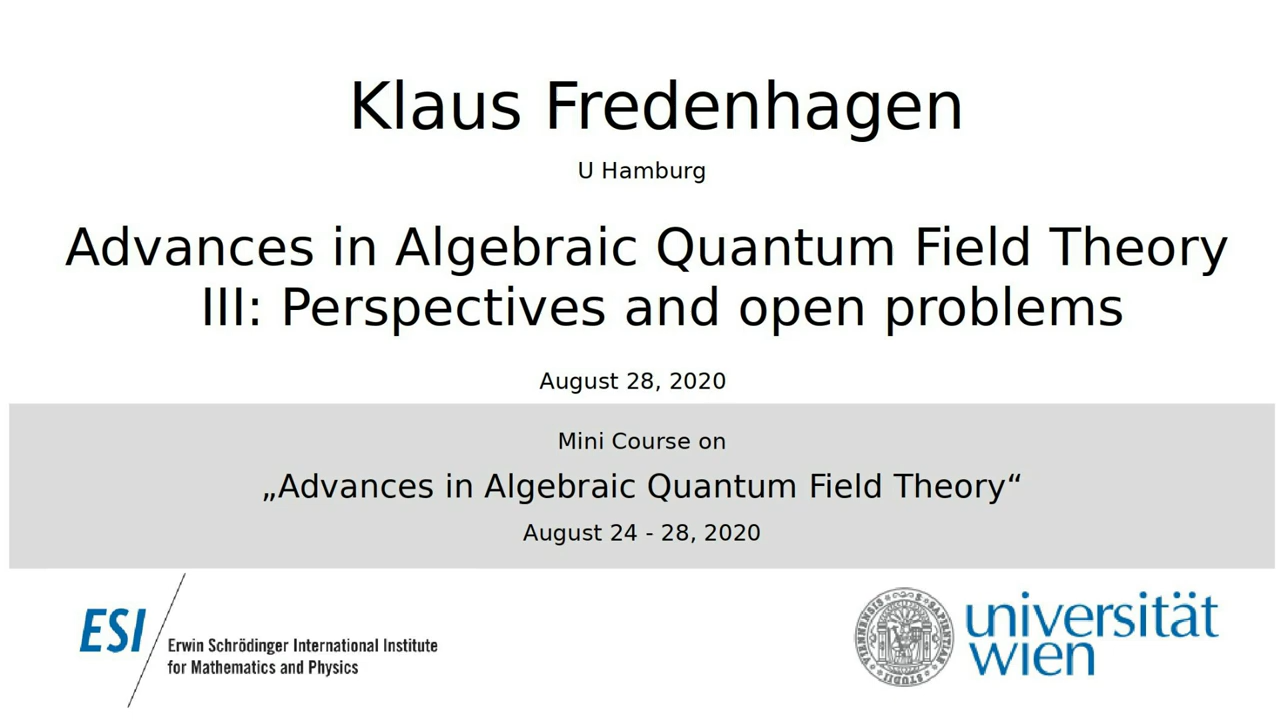 Klaus Fredenhagen
U Hamburg
Advances in Algebraic Quantum Field Theory
III: Perspectives and open problems
August 28, 2020
Mini Course on
„Advances in Algebraic Quantum Field Theory“
August 24 - 28, 2020
ESI
Erwin Schrödinger International Institute
for Mathematics and Physics
universität
wien